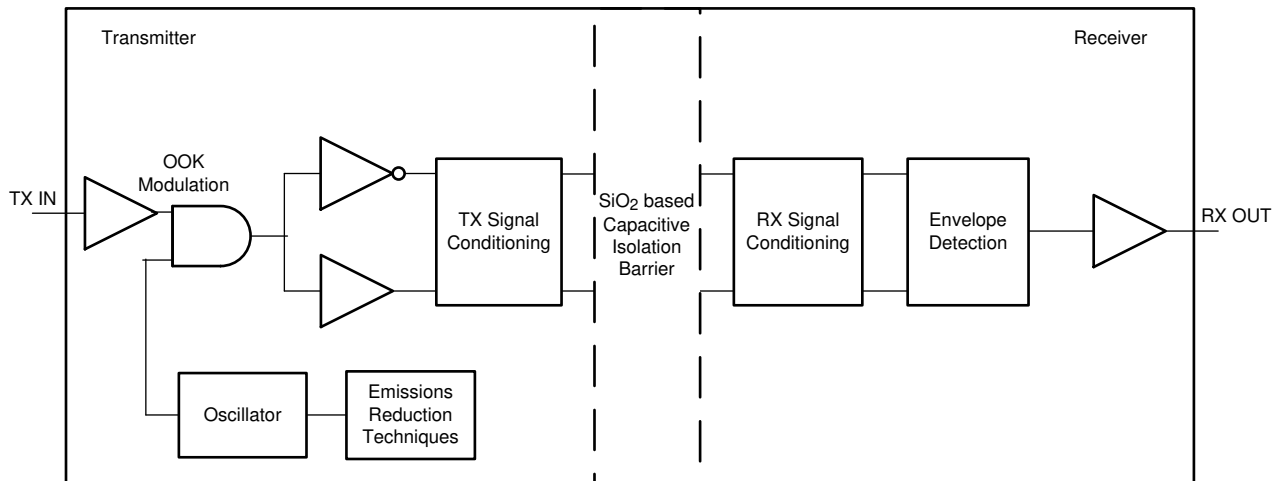 Transmitter
Receiver
OOK
Modulation
TX IN
TX Signal
Conditioning
SiO2 based
Capacitive
Isolation
Barrier
RX Signal
Conditioning
Envelope
Detection
RX OUT
Oscillator
Emissions
Reduction
Techniques